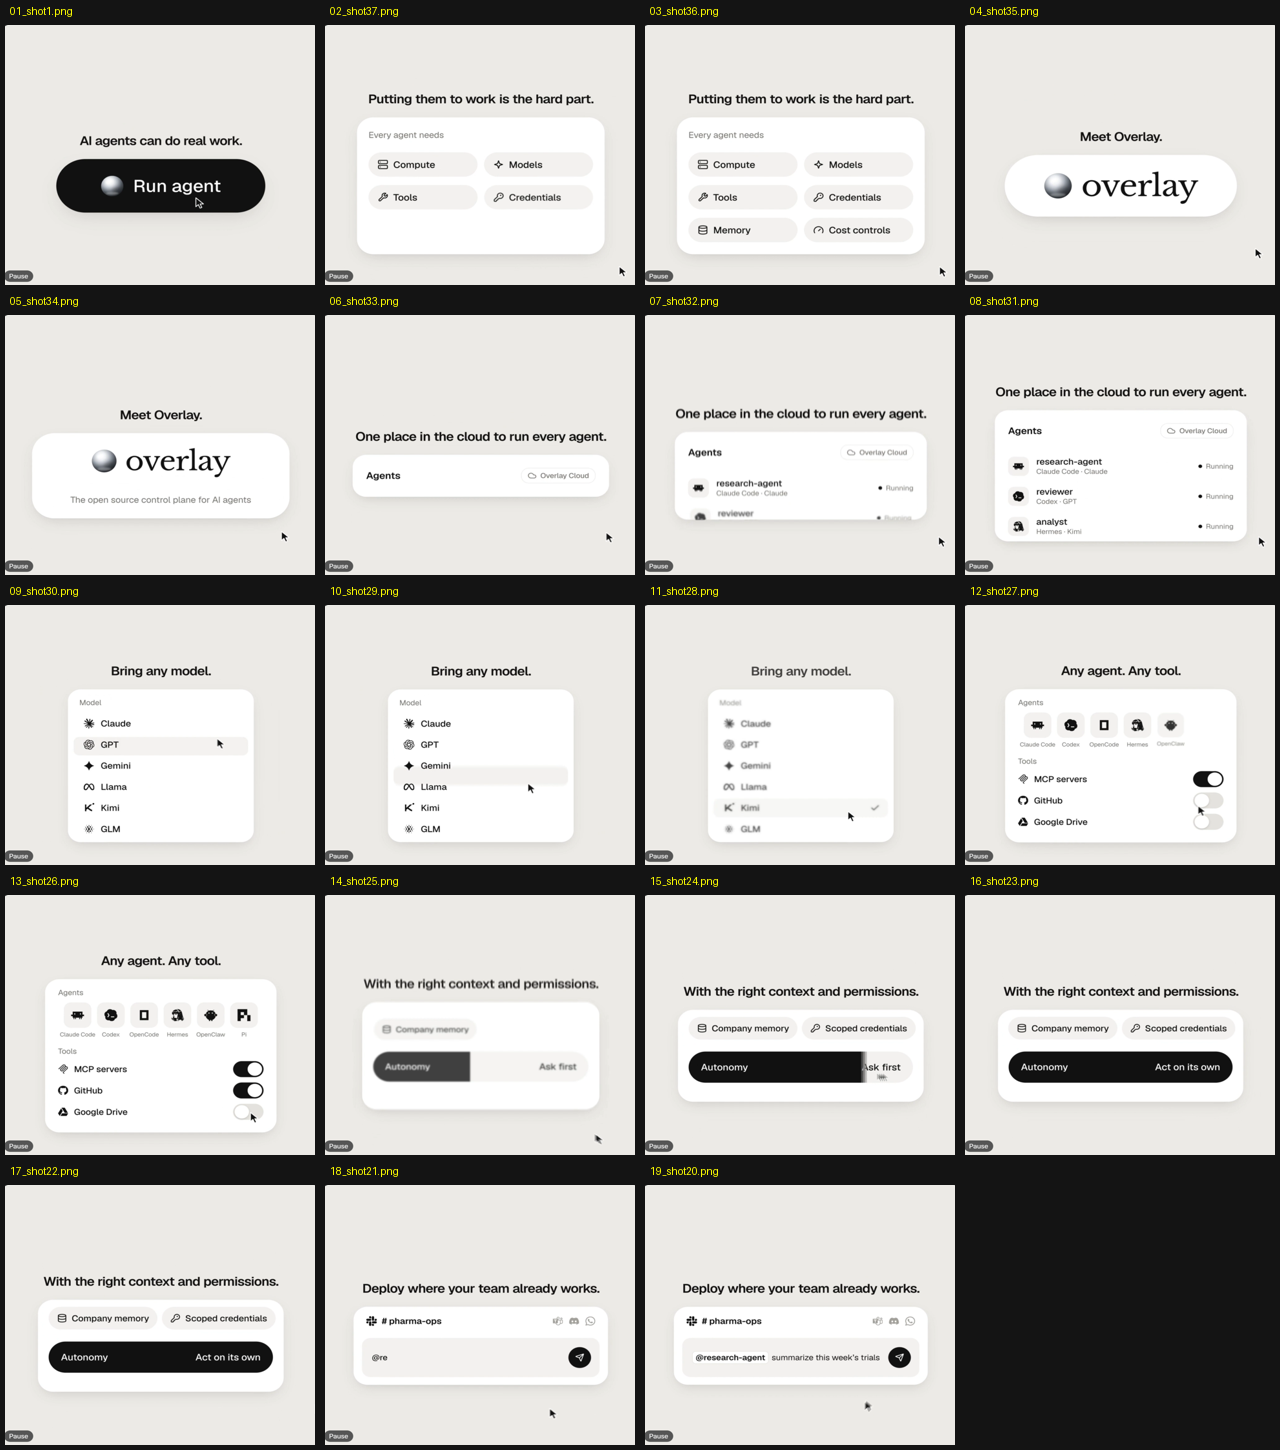 01_shot1.png
AI agents can do real work.
Run agent
Pause
02_shot37.png
Putting them to work is the hard part.
Every agent needs
Compute
Models
Tools
Credentials
Pause
03_shot36.png
Putting them to work is the hard part.
Every agent needs
Compute
Models
Tools
Credentials
Memory
Cost controls
Pause
04_shot35.png
Meet Overlay.
overlay
Pause
05_shot34.png
Meet Overlay.
overlay
The open source control plane for AI agents
Pause
06_shot33.png
One place in the cloud to run every agent.
Agents
Overlay Cloud
Pause
07_shot32.png
One place in the cloud to run every agent.
Agents
Overlay Cloud
research-agent
Running
Claude Code · Claude
reviewer
Running
Pause
08_shot31.png
One place in the cloud to run every agent.
Agents
Overlay Cloud
research-agent
Running
Claude Code · Claude
reviewer
Running
Codex · GPT
analyst
Running
Hermes · Kimi
Pause
09_shot30.png
Bring any model.
Model
Claude
GPT
Gemini
Llama
Kimi
GLM
Pause
10_shot29.png
Bring any model.
Model
Claude
GPT
Gemini
Llama
Kimi
GLM
Pause
11_shot28.png
Bring any model.
Model
Claude
GPT
Gemini
Llama
Kimi
GLM
Pause
12_shot27.png
Any agent. Any tool.
Agents
Claude Code
Codex
OpenCode
Hermes
OpenClaw
Tools
MCP servers
GitHub
Google Drive
Pause
13_shot26.png
Any agent. Any tool.
Agents
Claude Code
Codex
OpenCode
Hermes
OpenClaw
Pi
Tools
MCP servers
GitHub
Google Drive
Pause
14_shot25.png
With the right context and permissions.
Company memory
Autonomy
Ask first
Pause
15_shot24.png
With the right context and permissions.
Company memory
Scoped credentials
Autonomy
Ask first
Pause
16_shot23.png
With the right context and permissions.
Company memory
Scoped credentials
Autonomy
Act on its own
Pause
17_shot22.png
With the right context and permissions.
Company memory
Scoped credentials
Autonomy
Act on its own
Pause
18_shot21.png
Deploy where your team already works.
# pharma-ops
@re
Pause
19_shot20.png
Deploy where your team already works.
# pharma-ops
@research-agent summarize this week's trials
Pause